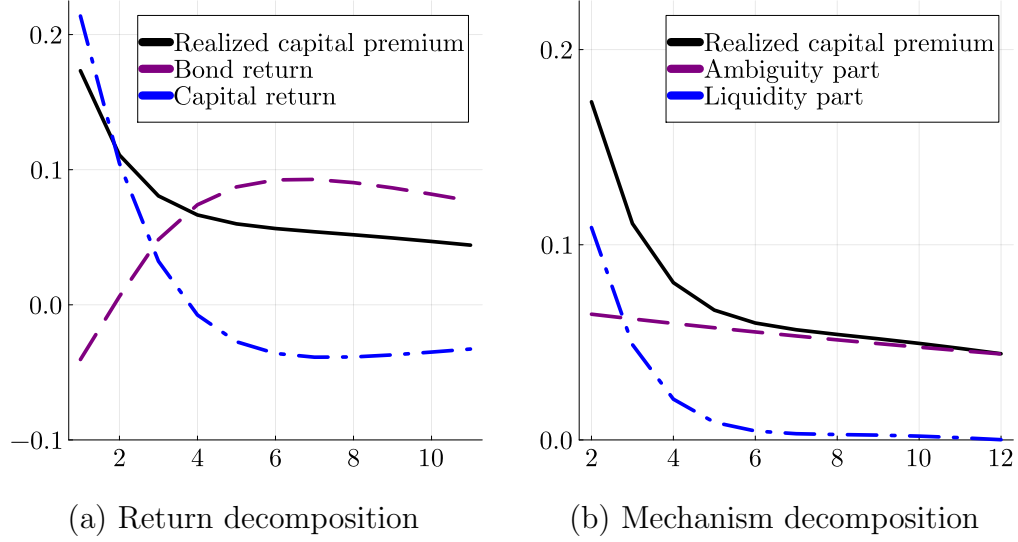 0.2
0.1
0.0
−0.1
2
4
6
8
10
Realized capital premium
Bond return
Capital return
(a) Return decomposition
0.2
0.1
0.0
2
4
6
8
10
12
Realized capital premium
Ambiguity part
Liquidity part
(b) Mechanism decomposition